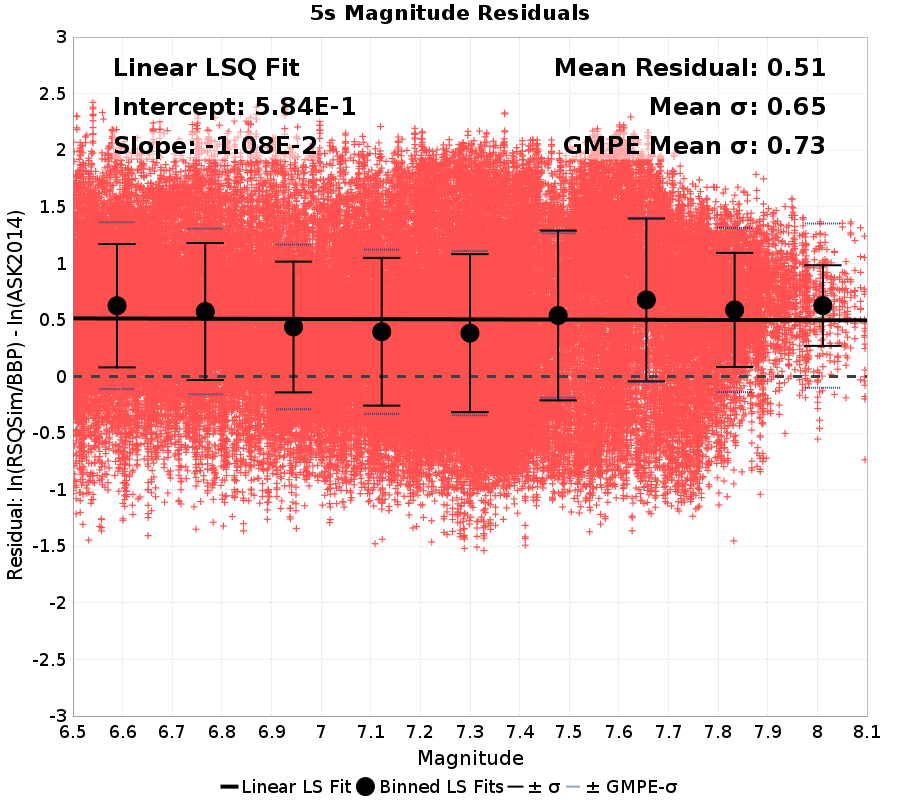 5s Magnitude Residuals
Linear LSQ Fit
Mean Residual: 0.51
Intercept: 5.84E-1
Mean σ: 0.65
Slope: -1.08E-2
GMPE Mean σ: 0.73
Residual: ln(RSQSim/BBP) - ln(ASK2014)
3
2.5
2
1.5
1
0.5
0
-0.5
-1
-1.5
-2
-2.5
-3
6.5 6.6 6.7 6.8 6.9 7 7.1 7.2 7.3 7.4 7.5 7.6 7.7 7.8 7.9 8 8.1
Magnitude
Linear LS Fit Binned LS Fits ± σ ± GMPE-σ